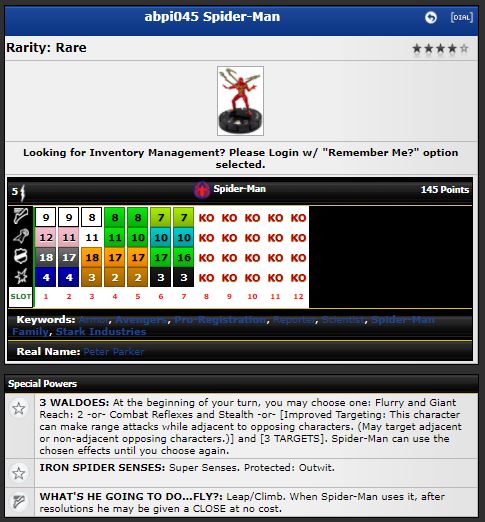 abpi045 Spider-Man
[DIAL]
Rarity: Rare
Looking for Inventory Management? Please Login w/ "Remember Me?" option
selected.
5 Spider-Man 145 Points
9 9 8 8 8 7 7 KO KO KO KO KO
12 11 11 11 10 10 10 KO KO KO KO KO
18 17 18 17 17 17 16 KO KO KO KO KO
4 4 3 2 2 3 3 KO KO KO KO KO
SLOT 1 2 3 4 5 6 7 8 9 10 11 12
Keywords: Armor, Avengers, Pro-Registration, Reporter, Scientist, Spider-Man
Family, Stark Industries
Real Name: Peter Parker
Special Powers
3 WALDOES: At the beginning of your turn, you may choose one: Flurry and Giant
Reach: 2 -or- Combat Reflexes and Stealth -or- [Improved Targeting: This character
can make range attacks while adjacent to opposing characters. (May target adjacent
or non-adjacent opposing characters.)] and [3 TARGETS]. Spider-Man can use the
chosen effects until you choose again.
IRON SPIDER SENSES: Super Senses. Protected: Outwit.
WHAT'S HE GOING TO DO...FLY?: Leap/Climb. When Spider-Man uses it, after
resolutions he may be given a CLOSE at no cost.